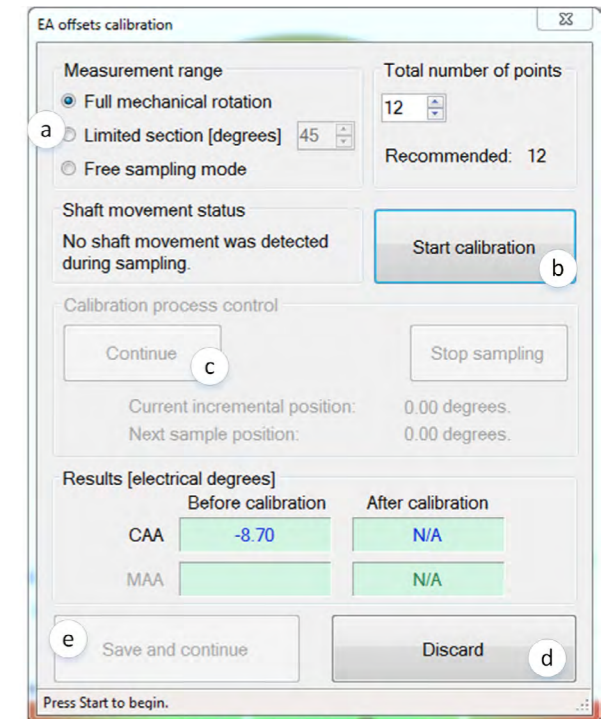 EA offsets calibration
Measurement range
Full mechanical rotation
a
Limited section [degrees] 45
Free sampling mode
Total number of points
12
Recommended: 12
Shaft movement status
No shaft movement was detected
during sampling.
Start calibration
b
Calibration process control
Continue
c
Stop sampling
Current incremental position: 0.00 degrees.
Next sample position: 0.00 degrees.
Results [electrical degrees]
Before calibration After calibration
CAA -8.70 N/A
MAA N/A
e
Save and continue
Discard
d
Press Start to begin.